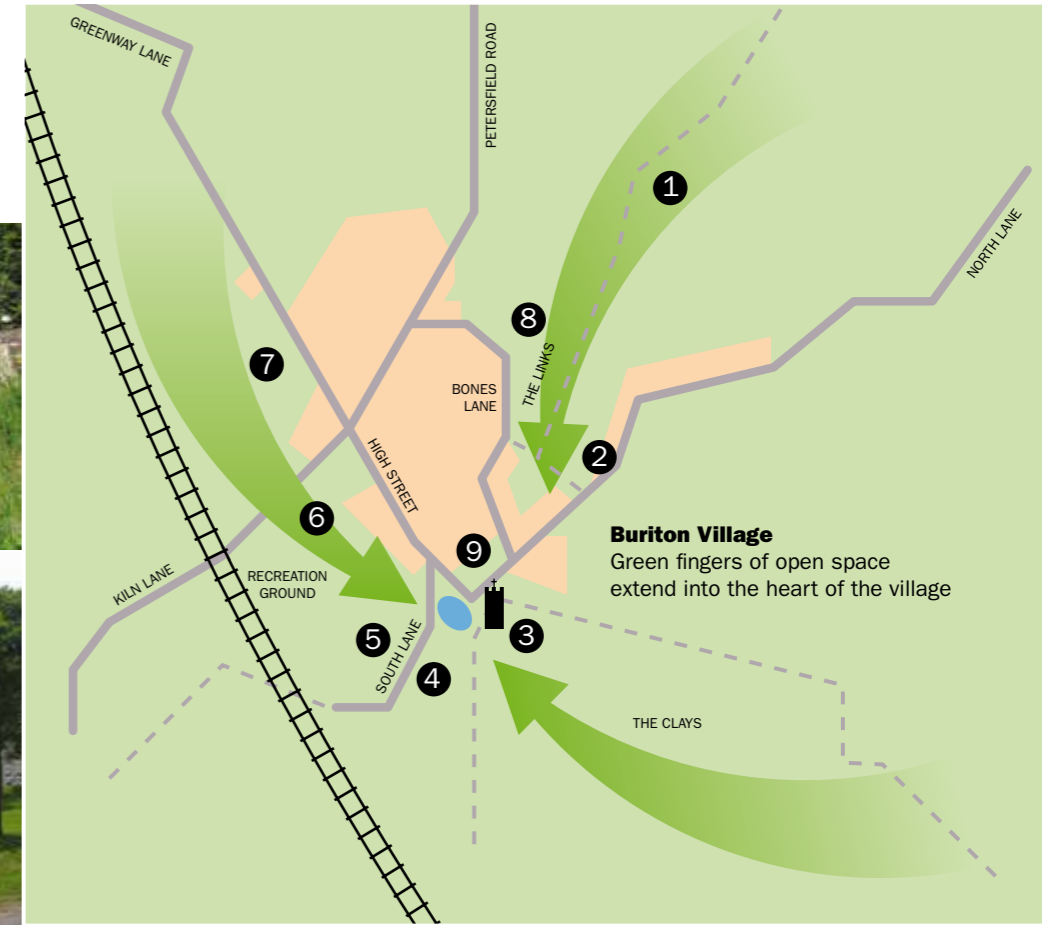 GREENWAY LANE
PETERSFIELD ROAD
1
NORTH LANE
8
THE LINKS
7
BONES
LANE
2
HIGH STREET
6
Buriton Village
Green fingers of open space
extend into the heart of the village
9
KILN LANE
RECREATION
GROUND
5
SOUTH LANE
3
4
THE CLAYS